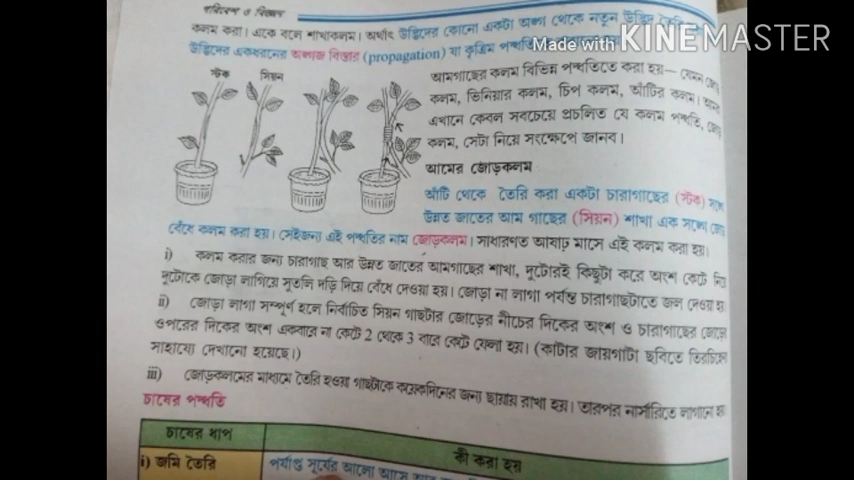 পরিবেশ ও বিজ্ঞান
কলম করা। একে বলে শাখাকলম। অর্থাৎ উদ্ভিদের কোনো একটা অঙ্গ থেকে নতুন উদ্ভিদ তৈরি
উদ্ভিদের একধরনের অঙ্গজ বিস্তার (propagation) বা কৃত্রিম
Made with KINEMASTER
স্টক সিয়ন
আমগাছের কলম বিভিন্ন পদ্ধতিতে করা হয়— যেমন জোড়
কলম, ভিনিয়ার কলম, চিপ কলম, আঁটির কলম। আমরা
এখানে কেবল সবচেয়ে প্রচলিত যে কলম পদ্ধতি, জোড়
কলম, সেটা নিয়ে সংক্ষেপে জানব।
আমের জোড়কলম
আঁটি থেকে তৈরি করা একটা চারাগাছের (স্টক) সঙ্গে
উন্নত জাতের আম গাছের (সিয়ন) শাখা এক সঙ্গে জোড়
বেঁধে কলম করা হয়। সেইজন্য এই পদ্ধতির নাম জোড়কলম। সাধারণত আষাঢ় মাসে এই কলম করা হয়।
i) কলম করার জন্য চারাগাছ আর উন্নত জাতের আমগাছের শাখা, দুটোরই কিছুটা করে অংশ কেটে নিয়ে
দুটোকে জোড়া লাগিয়ে সুতলি দড়ি দিয়ে বেঁধে দেওয়া হয়। জোড়া না লাগা পর্যন্ত চারাগাছটাতে জল দেওয়া হয়।
ii) জোড়া লাগা সম্পূর্ণ হলে নির্বাচিত সিয়ন গাছটার জোড়ের নীচের দিকের অংশ ও চারাগাছের জোড়ের
ওপরের দিকের অংশ একবারে না কেটে 2 থেকে 3 বারে কেটে ফেলা হয়। (কাটার জায়গাটা ছবিতে তিরচিহ্নের
সাহায্যে দেখানো হয়েছে।)
iii) জোড়কলমের মাধ্যমে তৈরি হওয়া গাছটাকে কয়েকদিনের জন্য ছায়ায় রাখা হয়। তারপর নার্সারিতে লাগানো হয়
চাষের পদ্ধতি
চাষের ধাপ কী করা হয়
i) জমি তৈরি পর্যাপ্ত সূর্যের আলো আসে